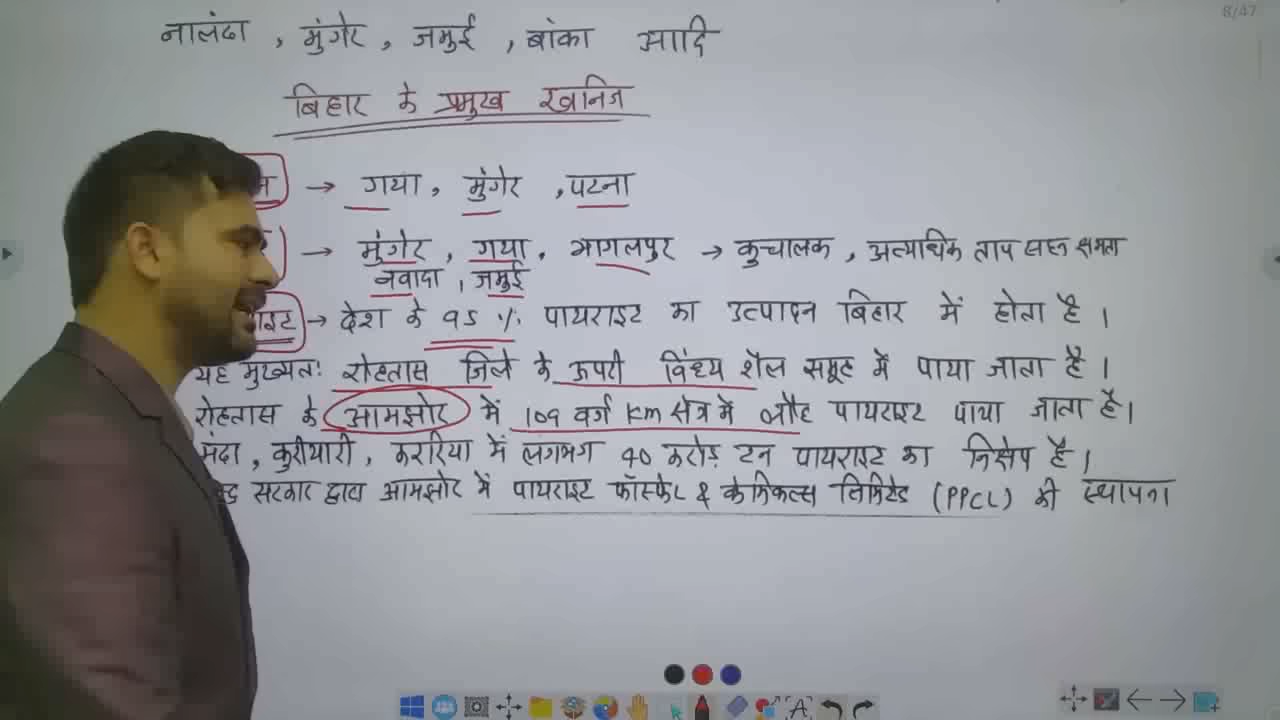 8/47
नालंदा , मुंगेर , जमुई , बांका आदि
बिहार के प्रमुख खनिज
→ गया , मुंगेर , पटना
→ मुंगेर , गया , भागलपुर → कुचालक , अत्याधिक ताप सहन क्षमता
नवादा , जमुई
ाइट → देश के 95 % पायराइट का उत्पादन बिहार में होता है ।
यह मुख्यतः रोहतास जिले के ऊपरी विंध्य शैल समूह में पाया जाता है ।
रोहतास के आमझोर में 109 वर्ग km क्षेत्र में लौह पायराइट पाया जाता है ।
कुरीयारी , करारिया में लगभग 40 करोड़ टन पायराइट का निक्षेप है ।
सरकार द्वारा आमझोर में पायराइट फॉस्फेट & केमिकल्स लिमिटेड (PPCL) की स्थापना